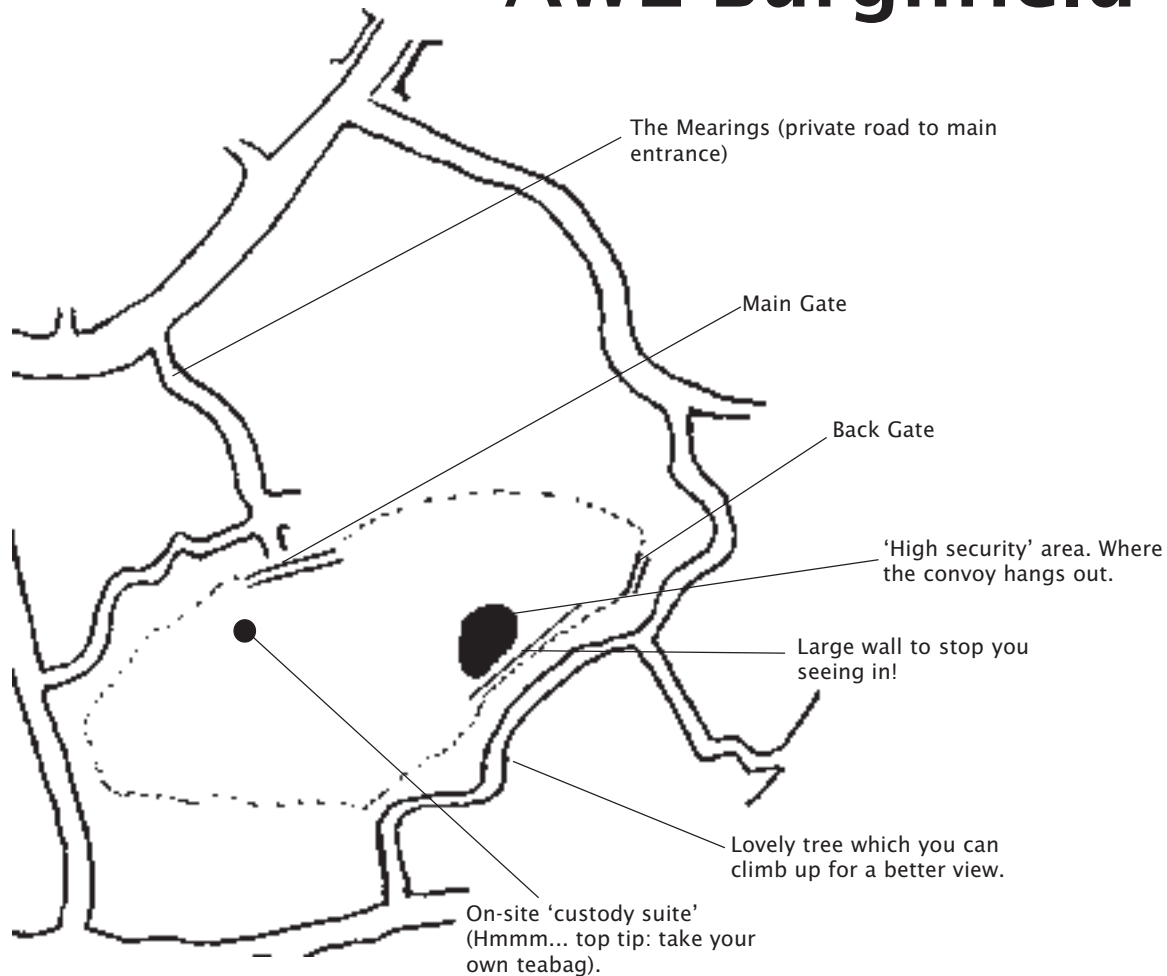 AWE Burghfield
The Mearings (private road to main
entrance)
Main Gate
Back Gate
‘High security’ area. Where
the convoy hangs out.
Large wall to stop you
seeing in!
Lovely tree which you can
climb up for a better view.
On-site ‘custody suite’
(Hmmm... top tip: take your
own teabag).